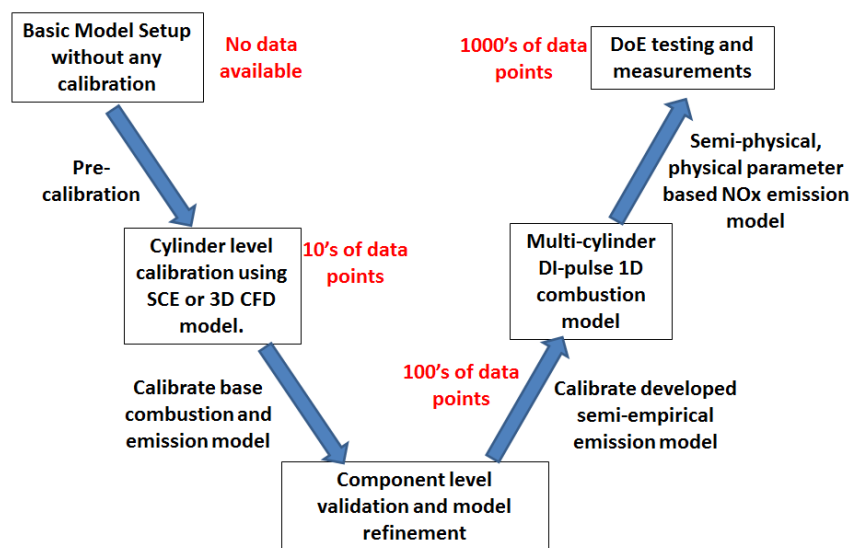 Basic Model Setup
without any
calibration
No data
available
1000's of data
points
DoE testing and
measurements
Pre-
calibration
Semi-physical,
physical parameter
based NOx emission
model
Cylinder level
calibration using
SCE or 3D CFD
model.
10's of data
points
Multi-cylinder
DI-pulse 1D
combustion
model
Calibrate base
combustion and
emission model
100's of data
points
Calibrate developed
semi-empirical
emission model
Component level
validation and model
refinement